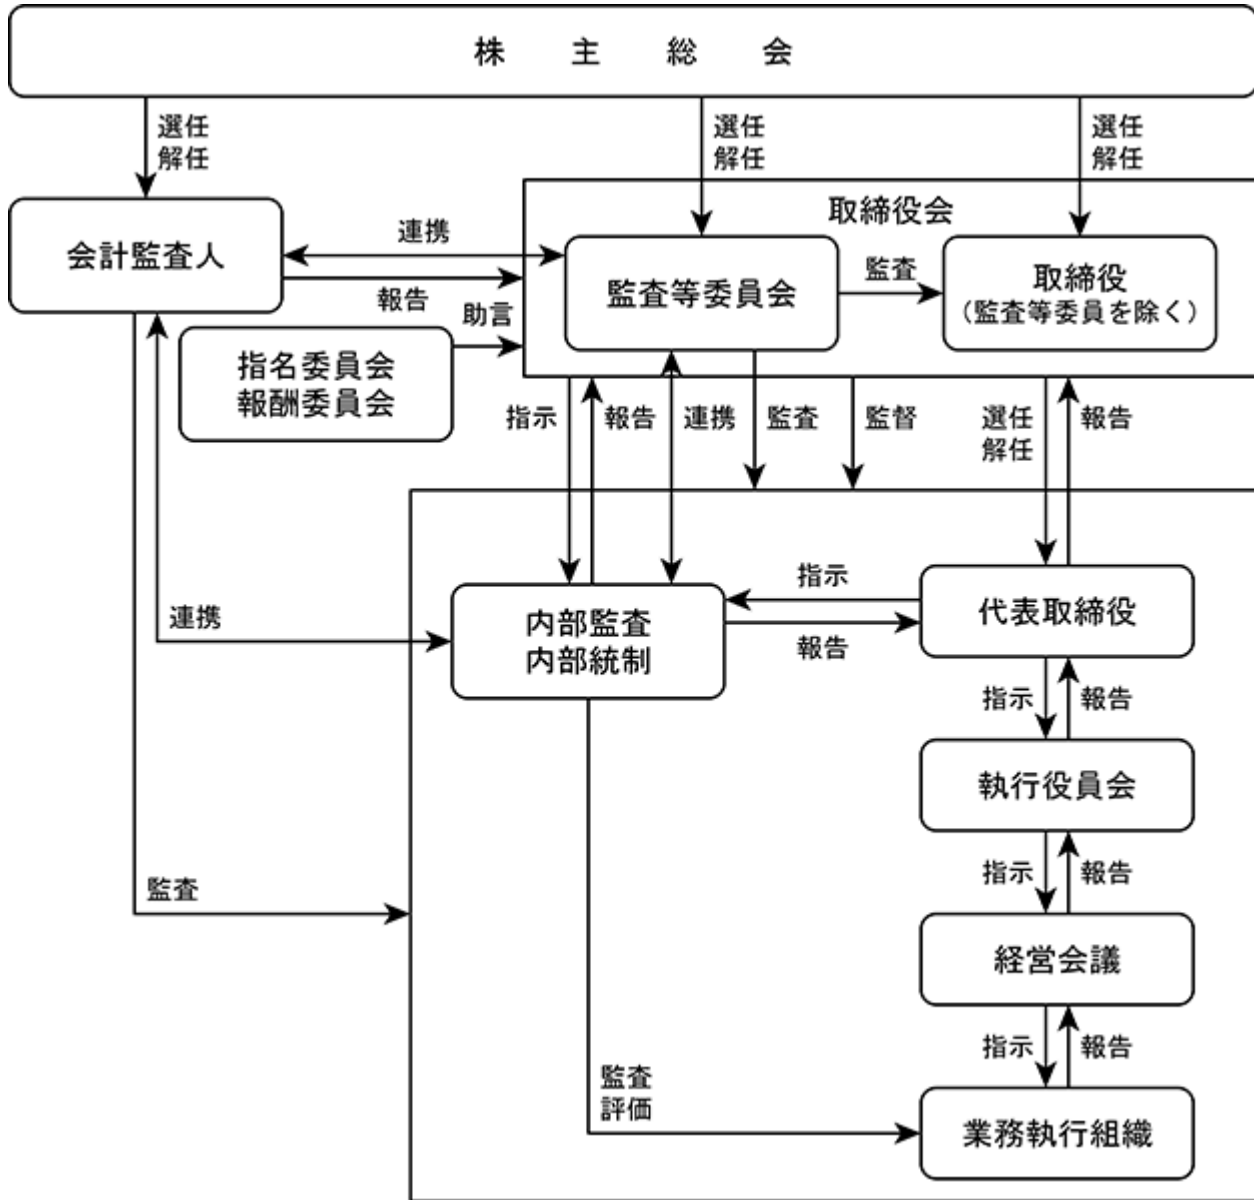 株主総会
選任
解任
選任
解任
選任
解任
会計監査人
連携
報告
取締役会
監査等委員会
監査
取締役
（監査等委員を除く）
助言
指名委員会
報酬委員会
指示
報告
連携
監査
監督
選任
解任
報告
連携
内部監査
内部統制
指示
報告
代表取締役
指示
報告
執行役員会
指示
報告
経営会議
指示
報告
監査
監査
評価
業務執行組織